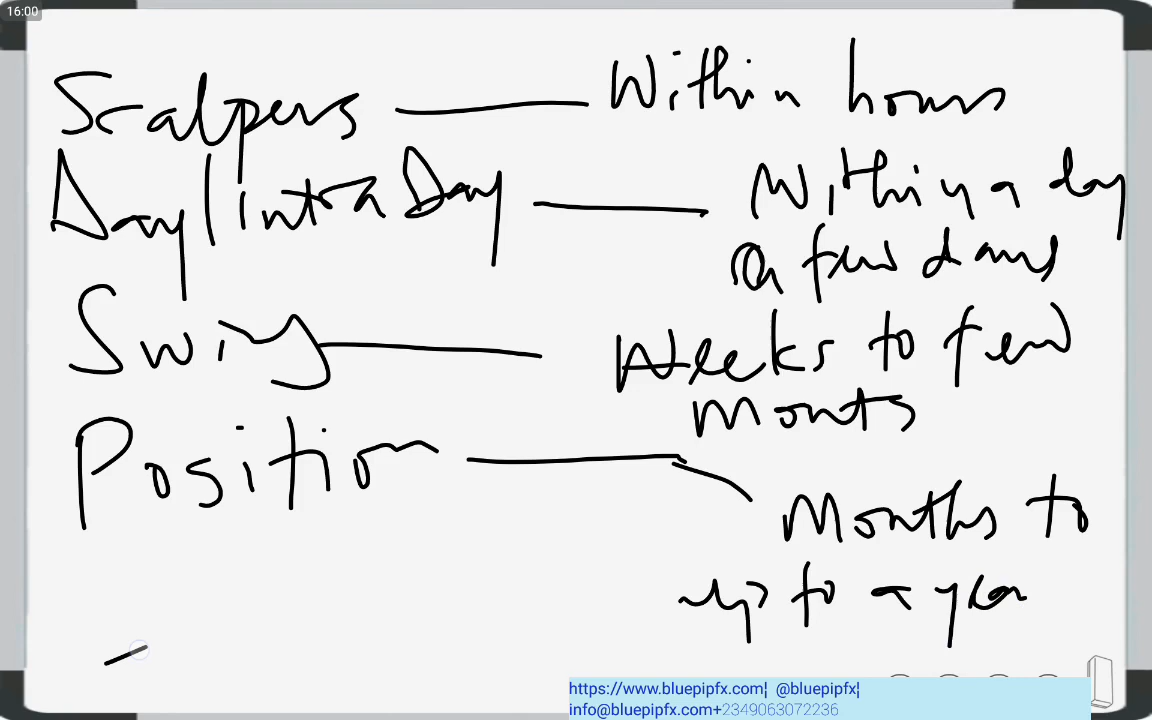 16:00
Scalpers — Within hours
Day/IntraDay — Within a day
a few days
Swing — Weeks to few
Monts
Position — Months to
up to a year
https://www.bluepipfx.com¦ @bluepipfx¦
info@bluepipfx.com+2349063072236